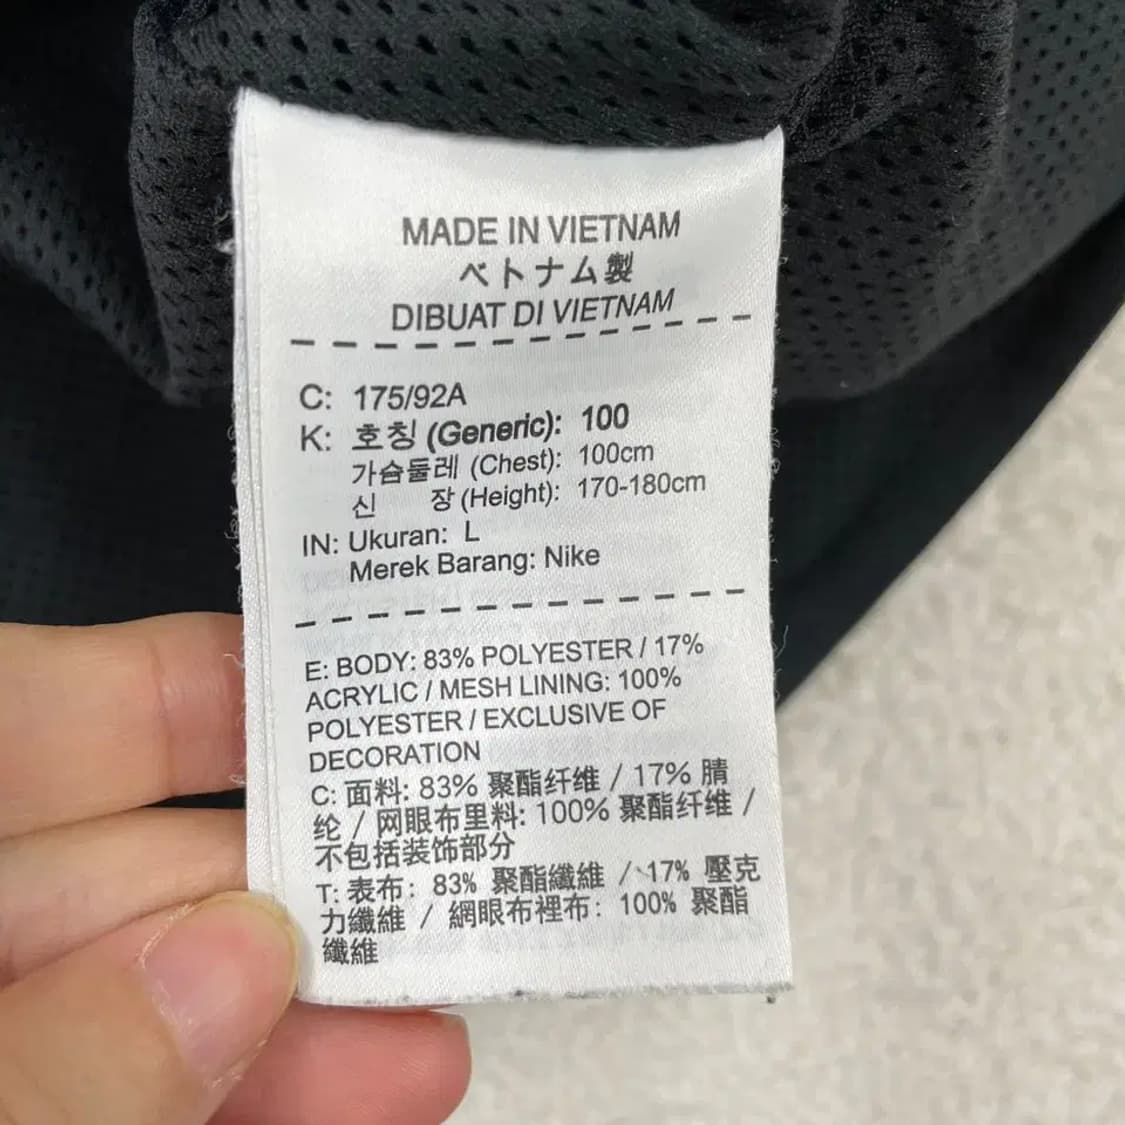 MADE IN VIETNAM
ベトナム製
DIBUAT DI VIETNAM
C: 175/92A
K: 호칭 (Generic): 100
가슴둘레 (Chest): 100cm
신 장 (Height): 170-180cm
IN: Ukuran: L
Merek Barang: Nike
E: BODY: 83% POLYESTER / 17%
ACRYLIC / MESH LINING: 100%
POLYESTER / EXCLUSIVE OF
DECORATION
C: 面料: 83% 聚酯纤维 / 17% 腈
纶 / 网眼布里料: 100% 聚酯纤维 /
不包括装饰部分
T: 表布: 83% 聚酯纖維 / 17% 壓克
力纖維 / 網眼布裡布: 100% 聚酯
纖維